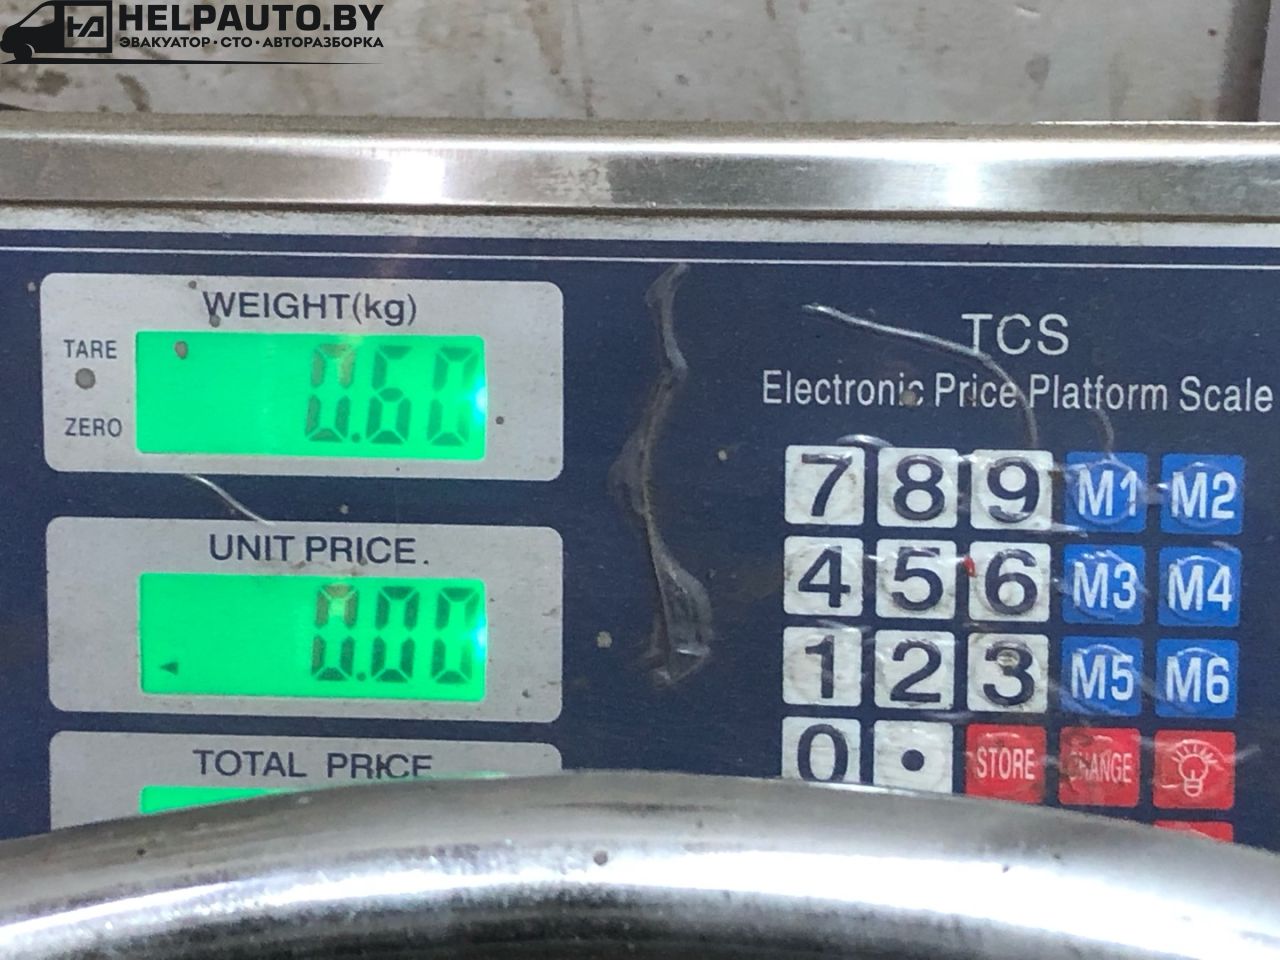 HELPAUTO.BY
ЭВАКУАТОР·СТО·АВТОРАЗБОРКА
WEIGHT(kg)
TARE
ZERO
0.60
TCS
Electronic Price Platform Scale
7 8 9 M1 M2
UNIT PRICE.
4 5 6 M3 M4
0.00
1 2 3 M5 M6
TOTAL PRICE
0 . STORE CHANGE